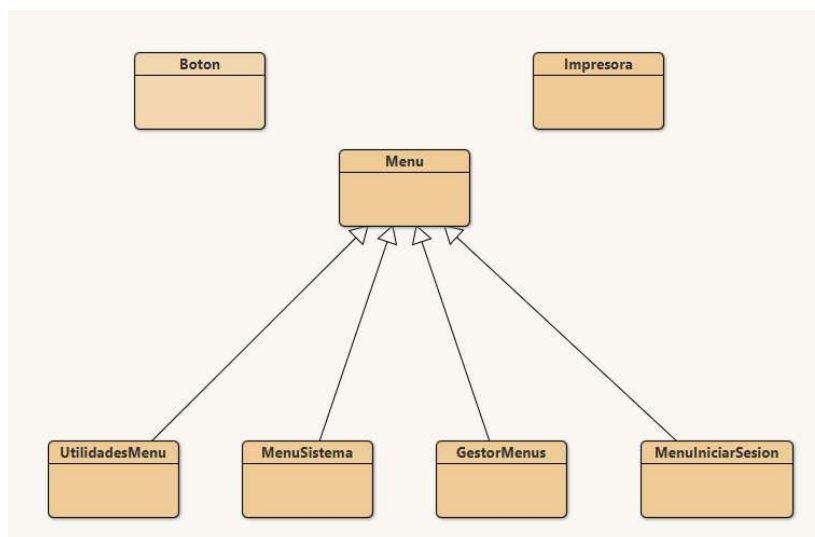 Boton
Impresora
Menu
UtilidadesMenu
MenuSistema
GestorMenus
MenuIniciarSesion